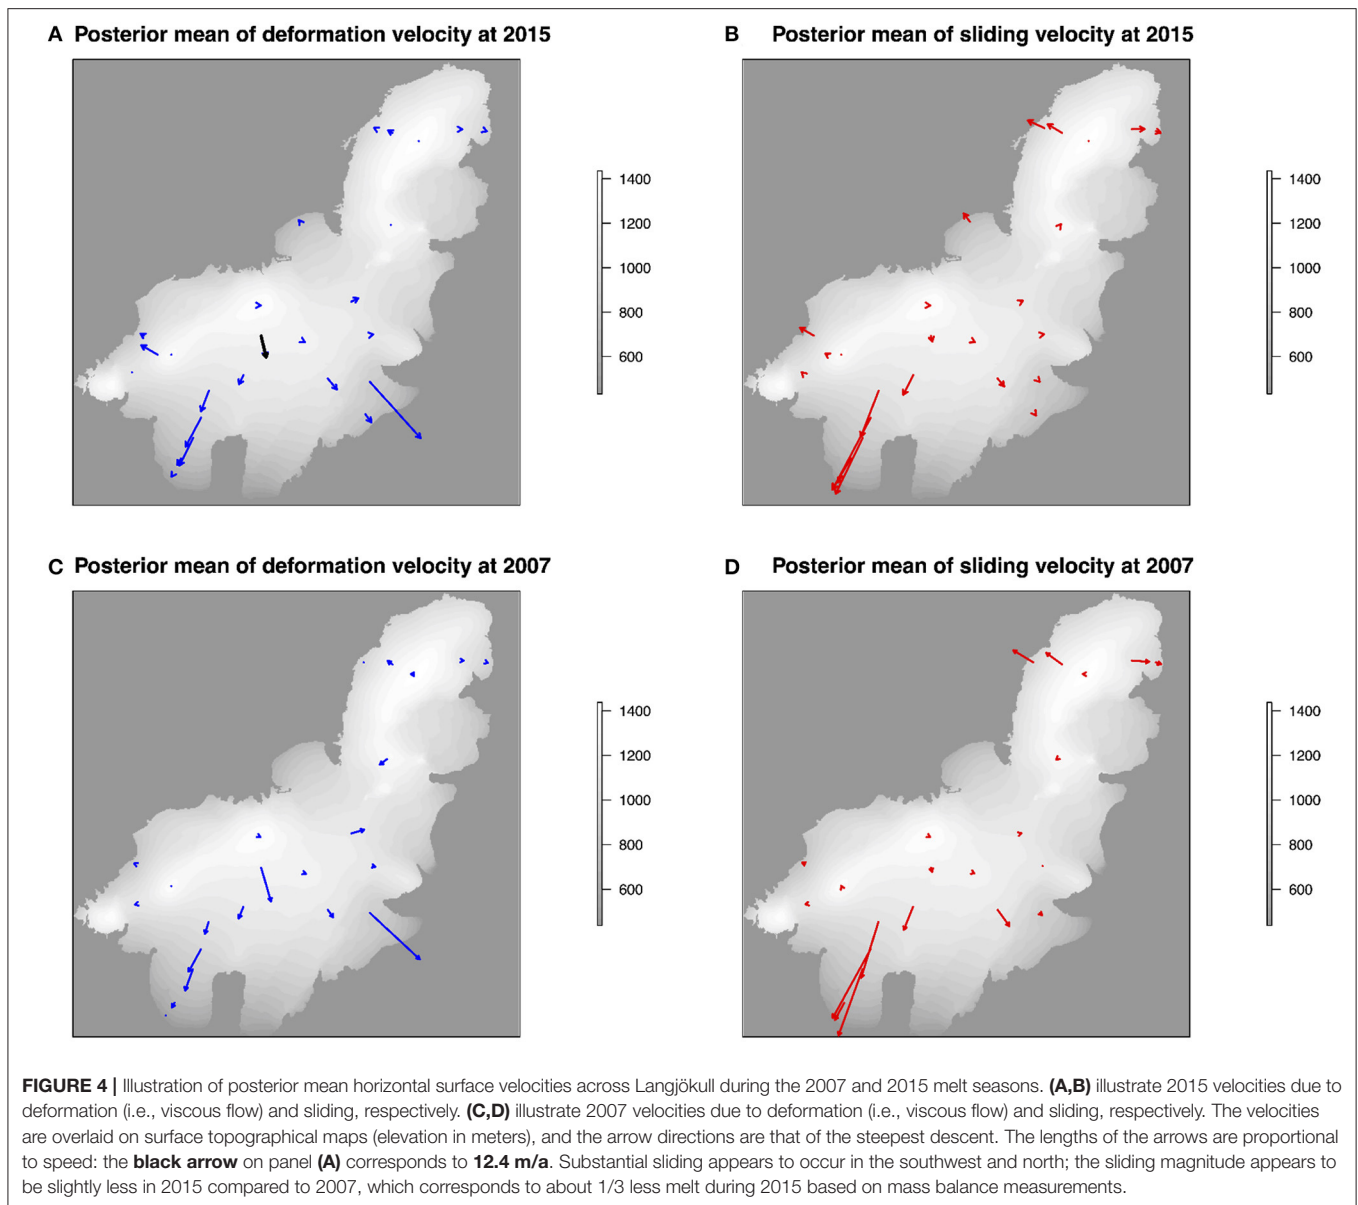 A Posterior mean of deformation velocity at 2015
1400
1200
1000
800
600
B Posterior mean of sliding velocity at 2015
1400
1200
1000
800
600
C Posterior mean of deformation velocity at 2007
1400
1200
1000
800
600
D Posterior mean of sliding velocity at 2007
1400
1200
1000
800
600
FIGURE 4 | Illustration of posterior mean horizontal surface velocities across Langjökull during the 2007 and 2015 melt seasons. (A,B) illustrate 2015 velocities due to
deformation (i.e., viscous flow) and sliding, respectively. (C,D) illustrate 2007 velocities due to deformation (i.e., viscous flow) and sliding, respectively. The velocities
are overlaid on surface topographical maps (elevation in meters), and the arrow directions are that of the steepest descent. The lengths of the arrows are proportional
to speed: the black arrow on panel (A) corresponds to 12.4 m/a. Substantial sliding appears to occur in the southwest and north; the sliding magnitude appears to
be slightly less in 2015 compared to 2007, which corresponds to about 1/3 less melt during 2015 based on mass balance measurements.